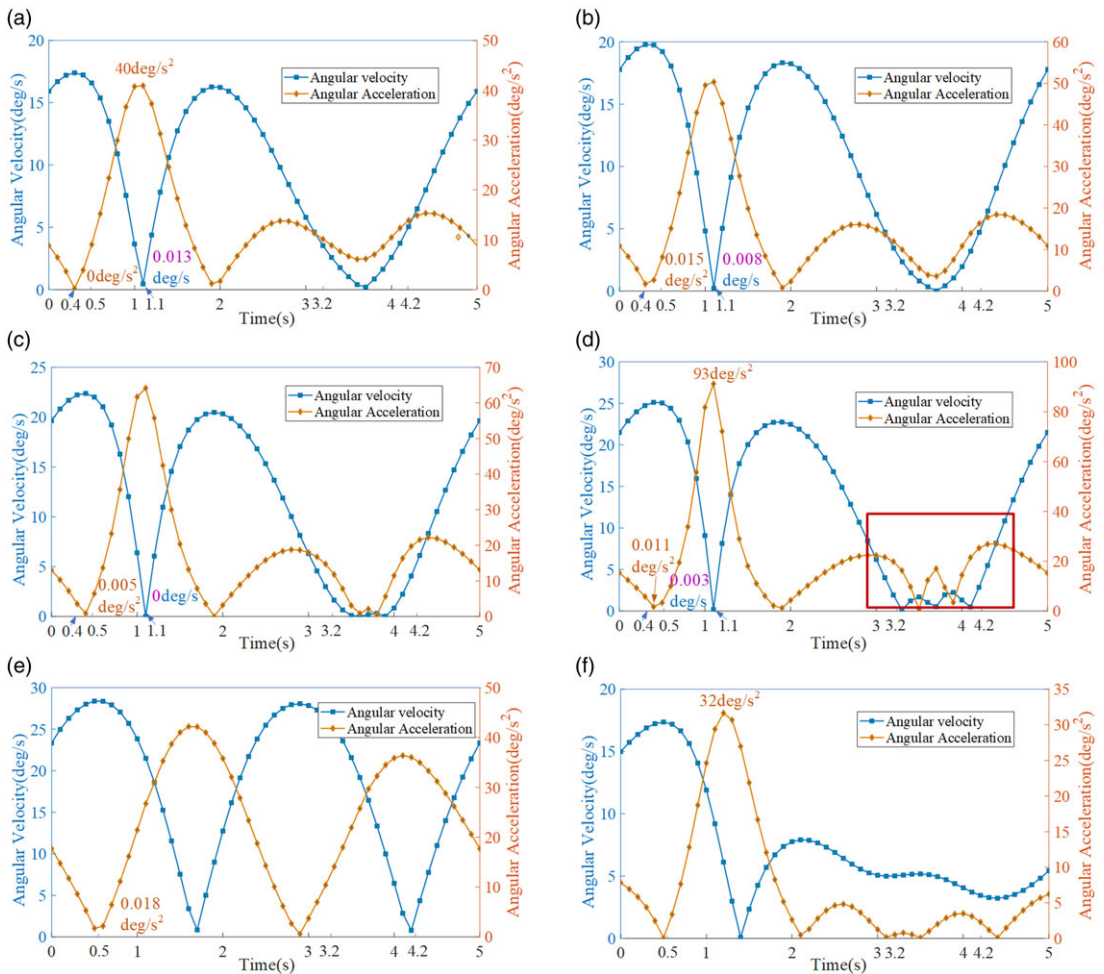 (a)
20
15
10
5
0
Angular Velocity(deg/s)
50
40
30
20
10
0
Angular Acceleration(deg/s²)
40deg/s²
Angular velocity
Angular Acceleration
0deg/s²
0.013
deg/s
0 0.4 0.5 1 1.1 2 3 3.2 4 4.2 5
Time(s)
(b)
20
15
10
5
0
Angular Velocity(deg/s)
60
50
40
30
20
10
0
Angular Acceleration(deg/s²)
Angular velocity
Angular Acceleration
0.015
deg/s²
0.008
deg/s
0 0.4 0.5 1 1.1 2 3 3.2 4 4.2 5
Time(s)
(c)
25
20
15
10
5
0
Angular Velocity(deg/s)
70
60
50
40
30
20
10
0
Angular Acceleration(deg/s²)
Angular velocity
Angular Acceleration
0.005
deg/s²
0deg/s
0 0.4 0.5 1 1.1 2 3 3.2 4 4.2 5
Time(s)
(d)
30
25
20
15
10
5
0
Angular Velocity(deg/s)
100
80
60
40
20
0
Angular Acceleration(deg/s²)
93deg/s²
Angular velocity
Angular Acceleration
0.011
deg/s²
0.003
deg/s
0 0.4 0.5 1 1.1 2 3 3.2 4 4.2 5
Time(s)
(e)
30
25
20
15
10
5
0
Angular Velocity(deg/s)
50
40
30
20
10
0
Angular Acceleration(deg/s²)
Angular velocity
Angular Acceleration
0.018
deg/s²
0 0.5 1 2 3 3.2 4 4.2 5
Time(s)
(f)
20
15
10
5
0
Angular Velocity(deg/s)
35
30
25
20
15
10
5
0
Angular Acceleration(deg/s²)
32deg/s²
Angular velocity
Angular Acceleration
0 0.5 1 2 3 3.2 4 4.2 5
Time(s)